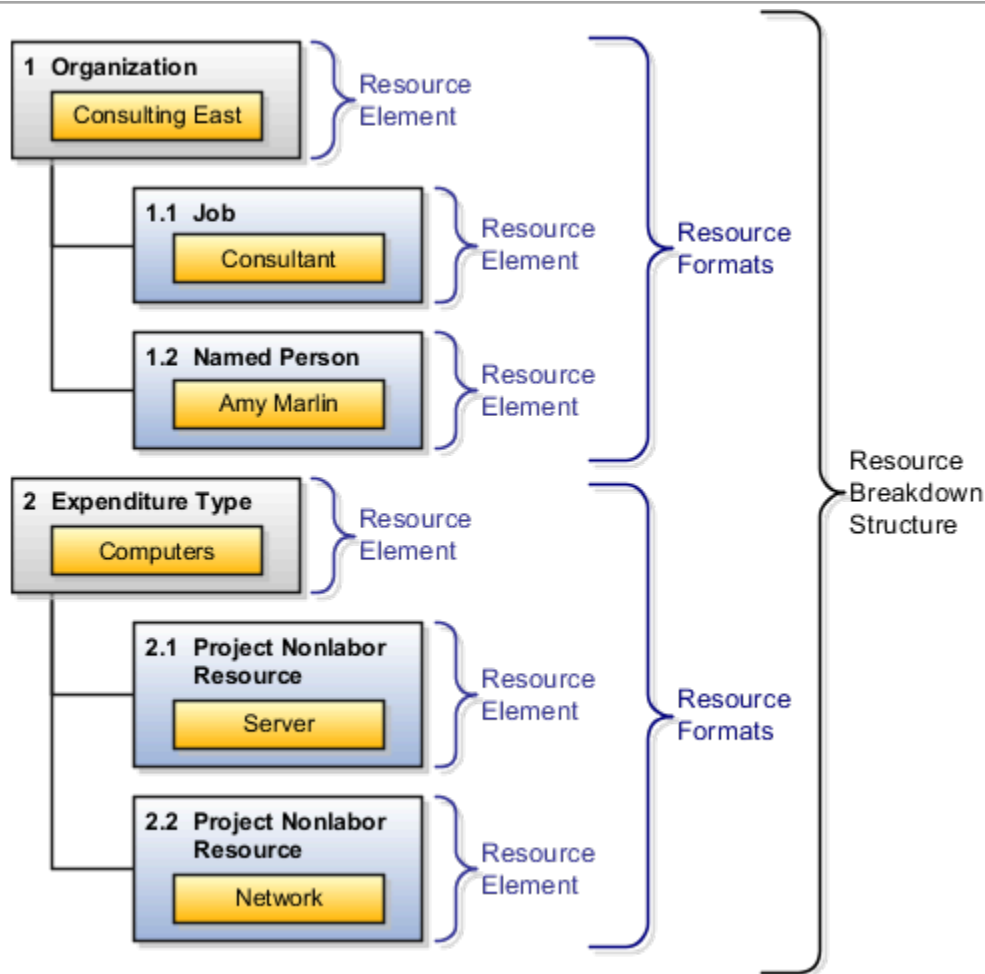 1 Organization
Consulting East
Resource
Element
1.1 Job
Consultant
Resource
Element
1.2 Named Person
Amy Marlin
Resource
Element
Resource
Formats
2 Expenditure Type
Computers
Resource
Element
2.1 Project Nonlabor
Resource
Server
Resource
Element
2.2 Project Nonlabor
Resource
Network
Resource
Element
Resource
Formats
Resource
Breakdown
Structure